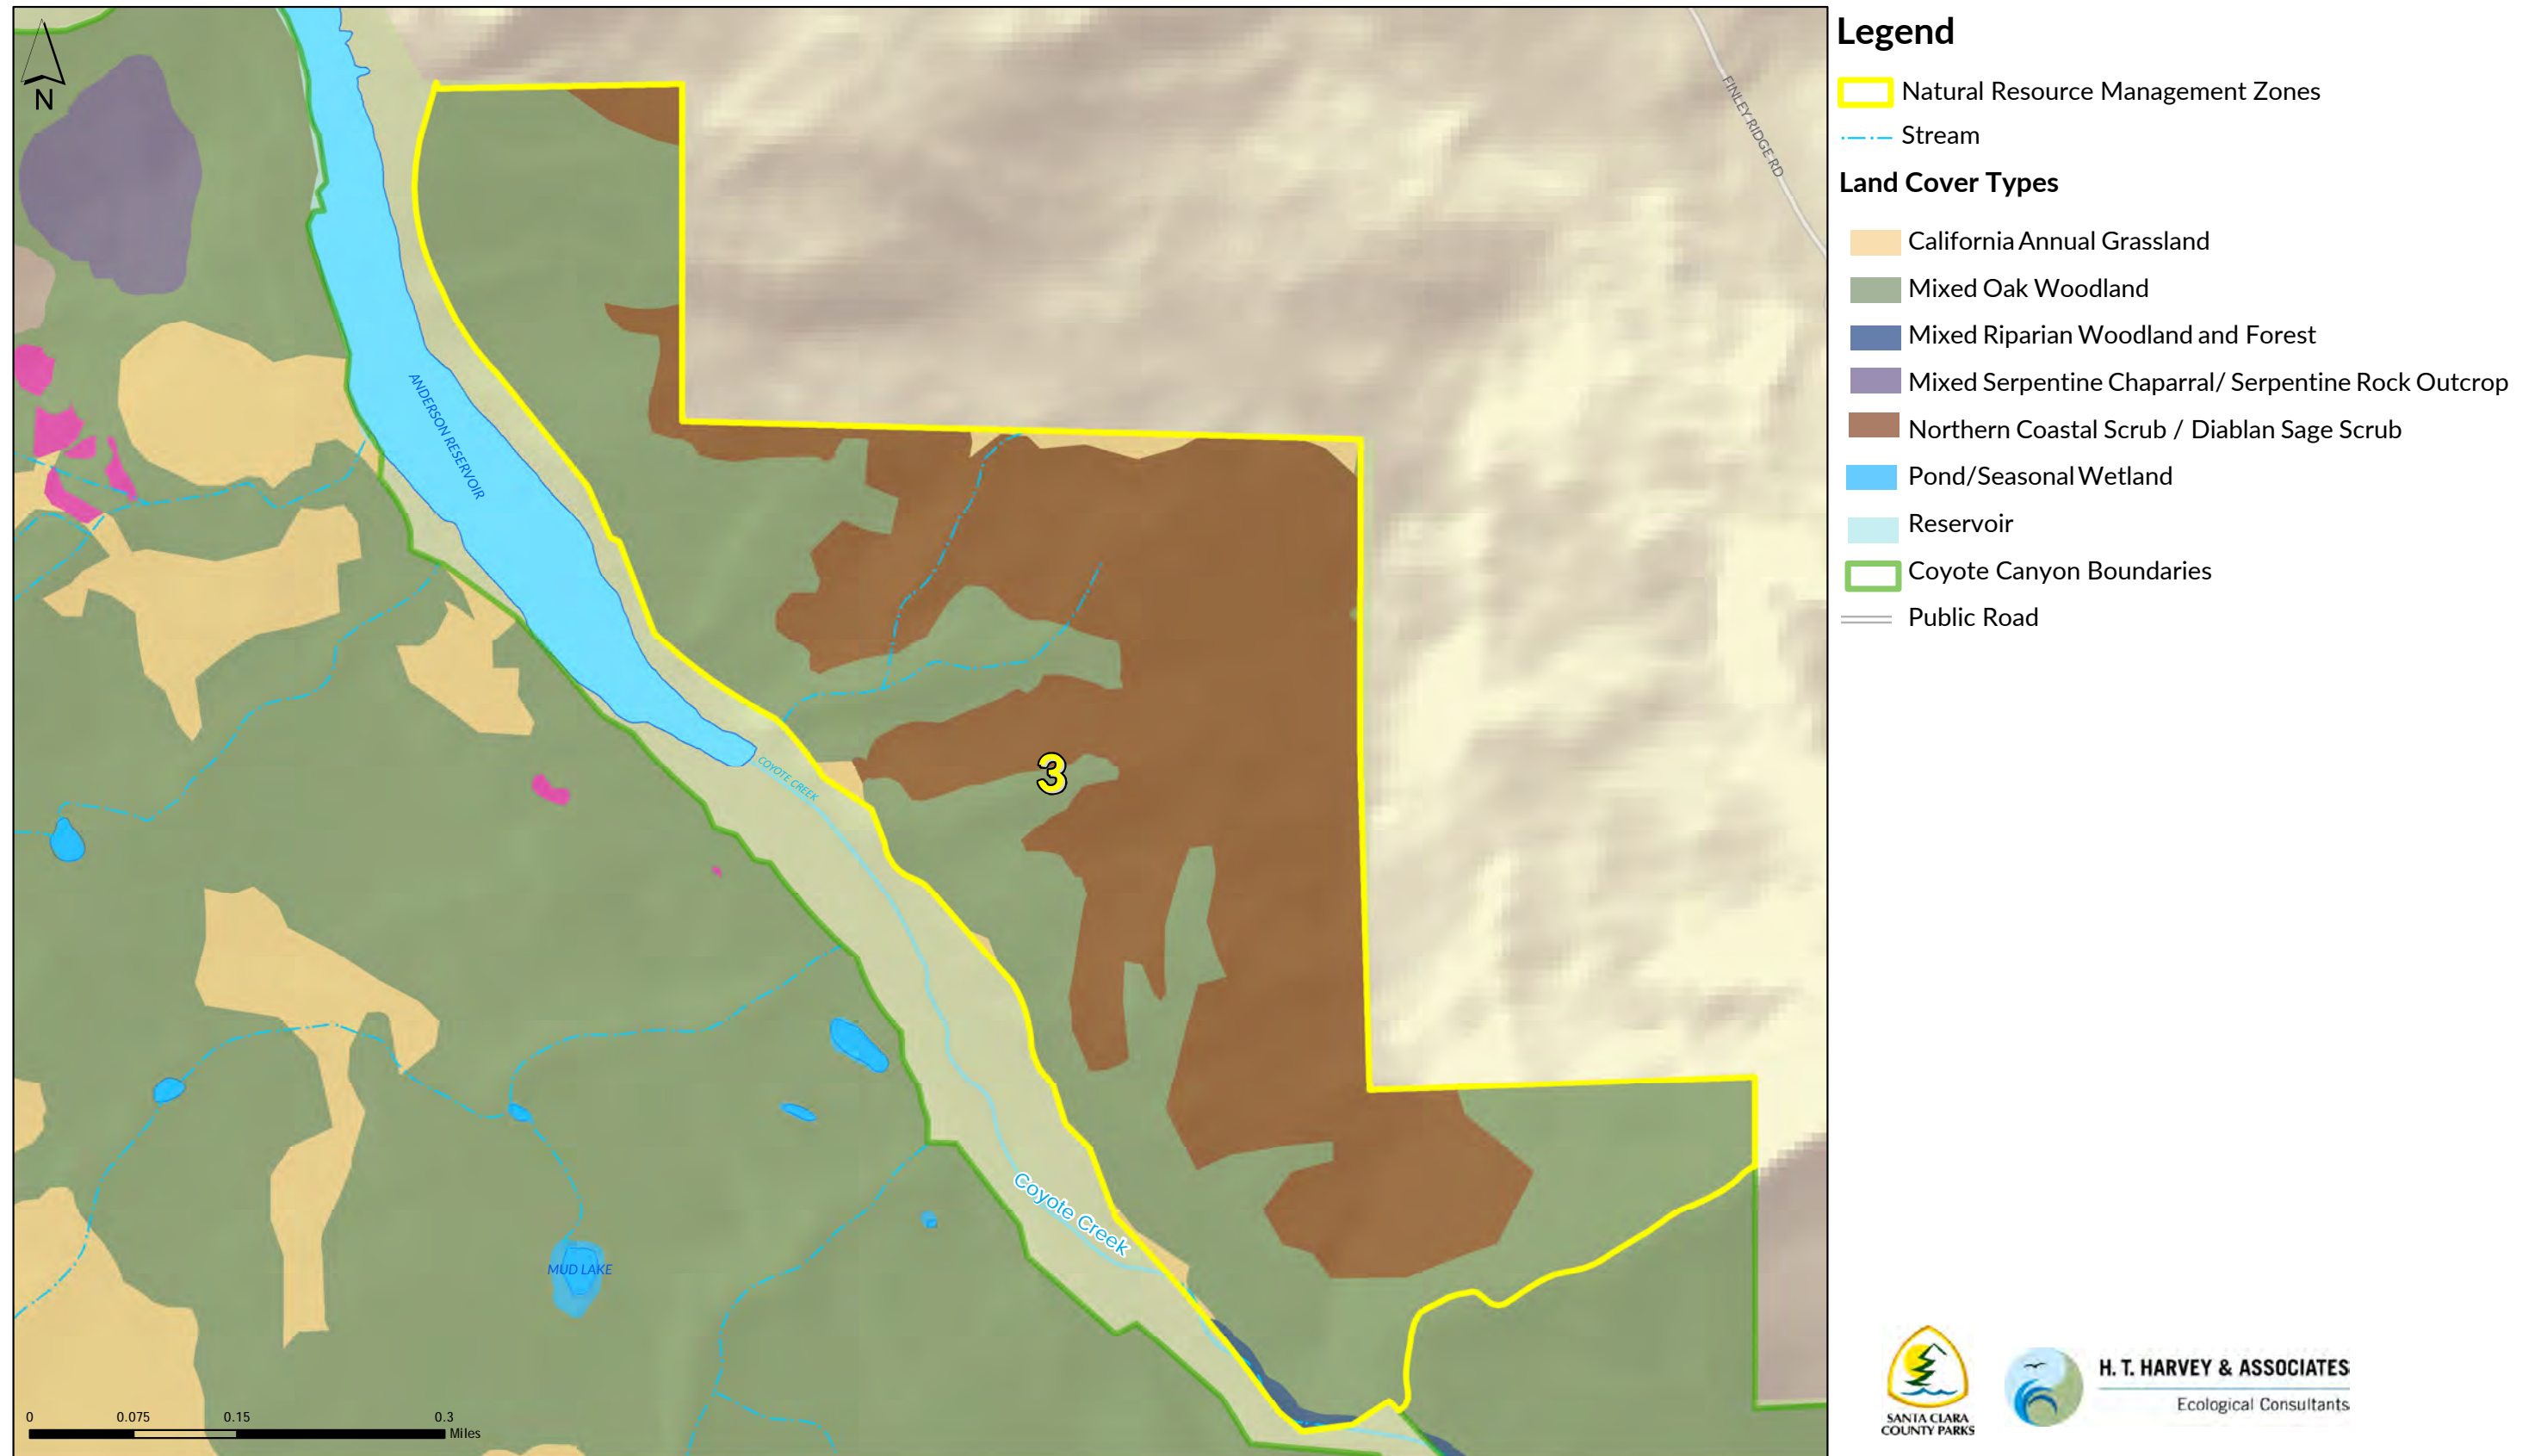 N
FINLEY RIDGE RD
ANDERSON RESERVOIR
COYOTE CREEK
3
Coyote Creek
MUD LAKE
0 0.075 0.15 0.3
Miles
Legend
Natural Resource Management Zones
Stream
Land Cover Types
California Annual Grassland
Mixed Oak Woodland
Mixed Riparian Woodland and Forest
Mixed Serpentine Chaparral/ Serpentine Rock Outcrop
Northern Coastal Scrub / Diablan Sage Scrub
Pond/Seasonal Wetland
Reservoir
Coyote Canyon Boundaries
Public Road
SANTA CLARA
COUNTY PARKS
H. T. HARVEY & ASSOCIATES
Ecological Consultants